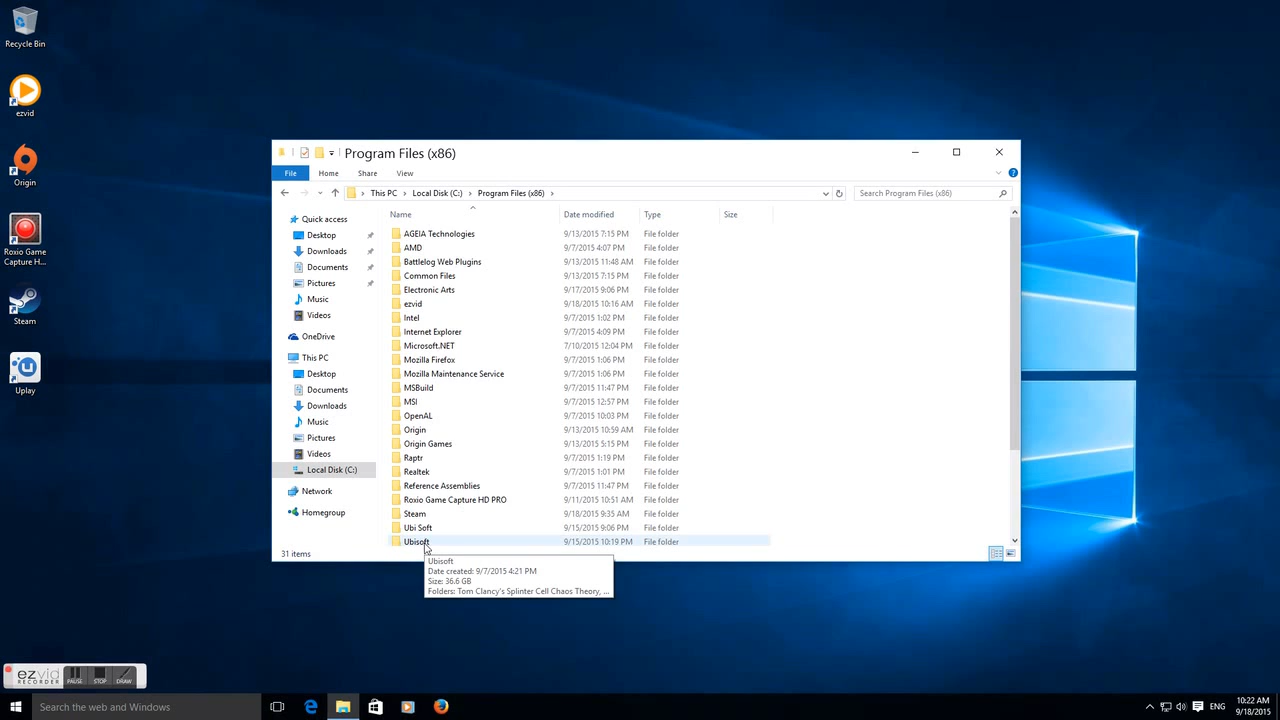 Recycle Bin
ezvid
Origin
Roxio Game
Capture H...
Steam
Uplay
Program Files (x86)
File Home Share View
This PC Local Disk (C:) Program Files (x86)
Search Program Files (x86)
Quick access
Desktop
Downloads
Documents
Pictures
Music
Videos
OneDrive
This PC
Desktop
Documents
Downloads
Music
Pictures
Videos
Local Disk (C:)
Network
Homegroup
Name Date modified Type Size
AGEIA Technologies 9/13/2015 7:15 PM File folder
AMD 9/7/2015 4:07 PM File folder
Battlelog Web Plugins 9/13/2015 11:48 AM File folder
Common Files 9/13/2015 7:15 PM File folder
Electronic Arts 9/17/2015 9:06 PM File folder
ezvid 9/18/2015 10:16 AM File folder
Intel 9/7/2015 1:02 PM File folder
Internet Explorer 9/7/2015 4:09 PM File folder
Microsoft.NET 7/10/2015 12:04 PM File folder
Mozilla Firefox 9/7/2015 1:06 PM File folder
Mozilla Maintenance Service 9/7/2015 1:06 PM File folder
MSBuild 9/7/2015 11:47 PM File folder
MSI 9/7/2015 12:57 PM File folder
OpenAL 9/7/2015 10:03 PM File folder
Origin 9/13/2015 10:59 AM File folder
Origin Games 9/13/2015 5:15 PM File folder
Raptr 9/7/2015 1:19 PM File folder
Realtek 9/7/2015 1:01 PM File folder
Reference Assemblies 9/7/2015 11:47 PM File folder
Roxio Game Capture HD PRO 9/11/2015 10:51 AM File folder
Steam 9/18/2015 9:35 AM File folder
Ubi Soft 9/15/2015 9:06 PM File folder
Ubisoft 9/15/2015 10:19 PM File folder
31 items
Ubisoft
Date created: 9/7/2015 4:21 PM
Size: 36.6 GB
Folders: Tom Clancy's Splinter Cell Chaos Theory, ...
ezvid
RECORDER
PAUSE STOP DRAW
Search the web and Windows
ENG
10:22 AM
9/18/2015